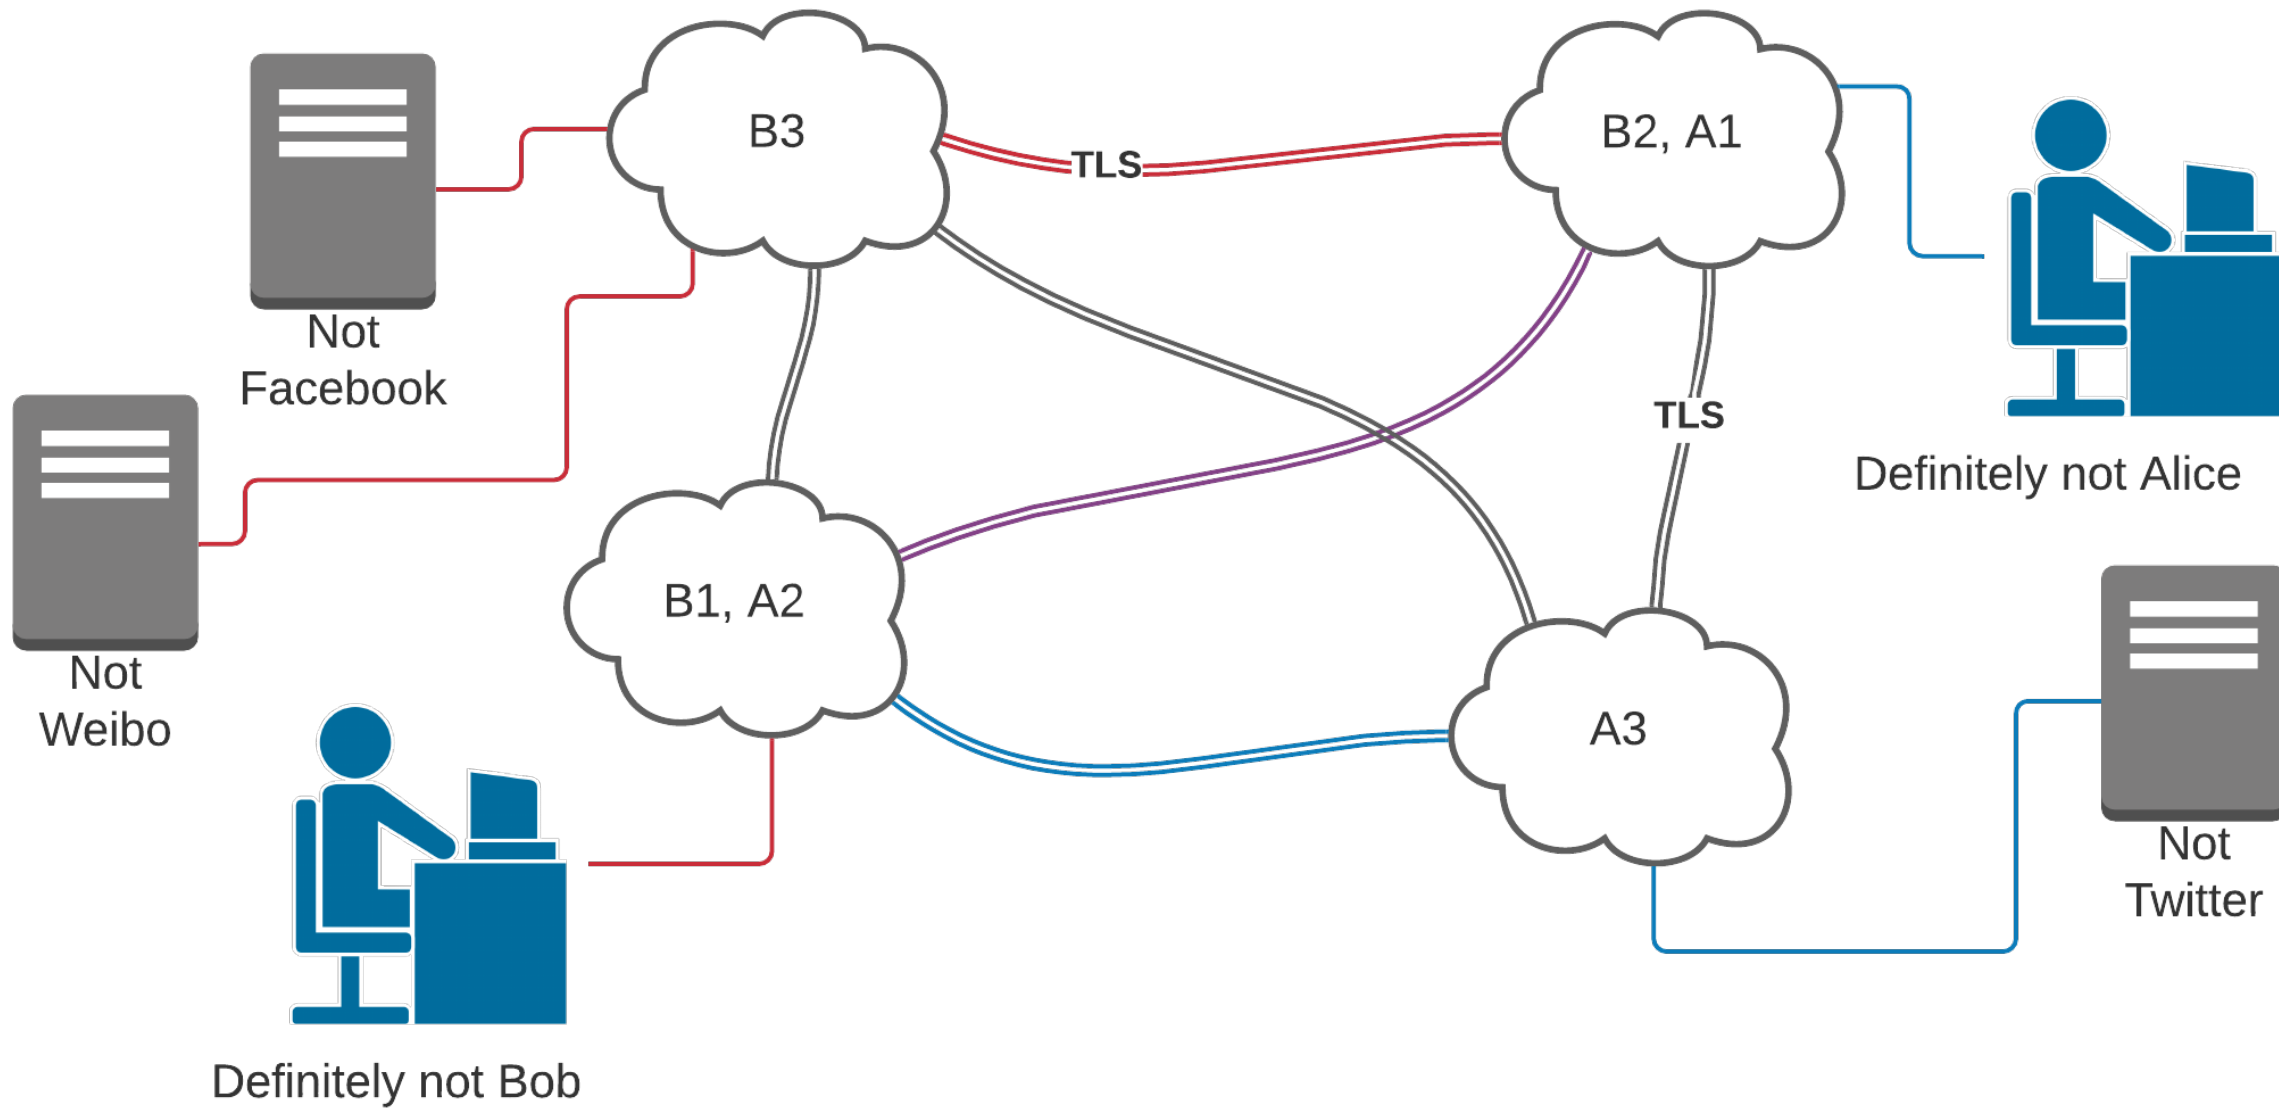 B3
B2, A1
TLS
Not
Facebook
TLS
Definitely not Alice
B1, A2
Not
Weibo
A3
Not
Twitter
Definitely not Bob